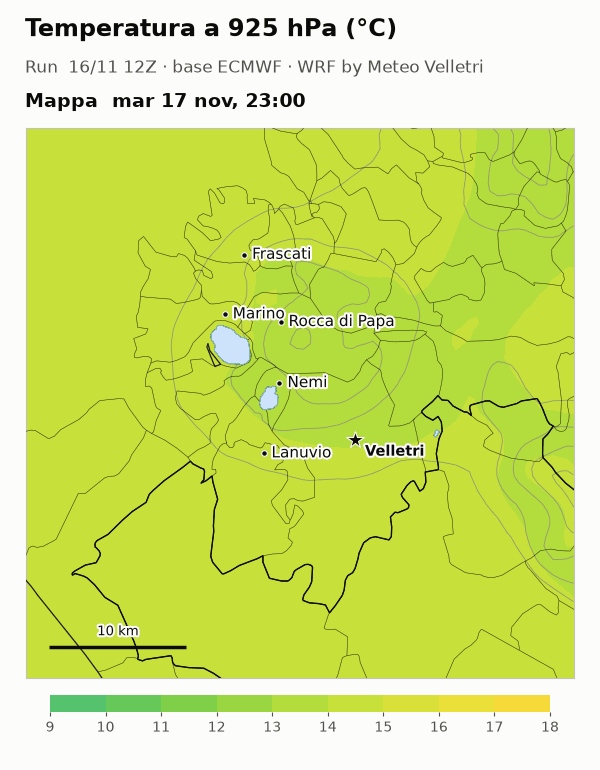 Temperatura a 925 hPa (°C)
Run  16/11 12Z · base ECMWF · WRF by Meteo Velletri
Mappa  mar 17 nov, 23:00
Frascati
Marino
Rocca di Papa
Nemi
Velletri
Lanuvio
10 km
9 10 11 12 13 14 15 16 17 18